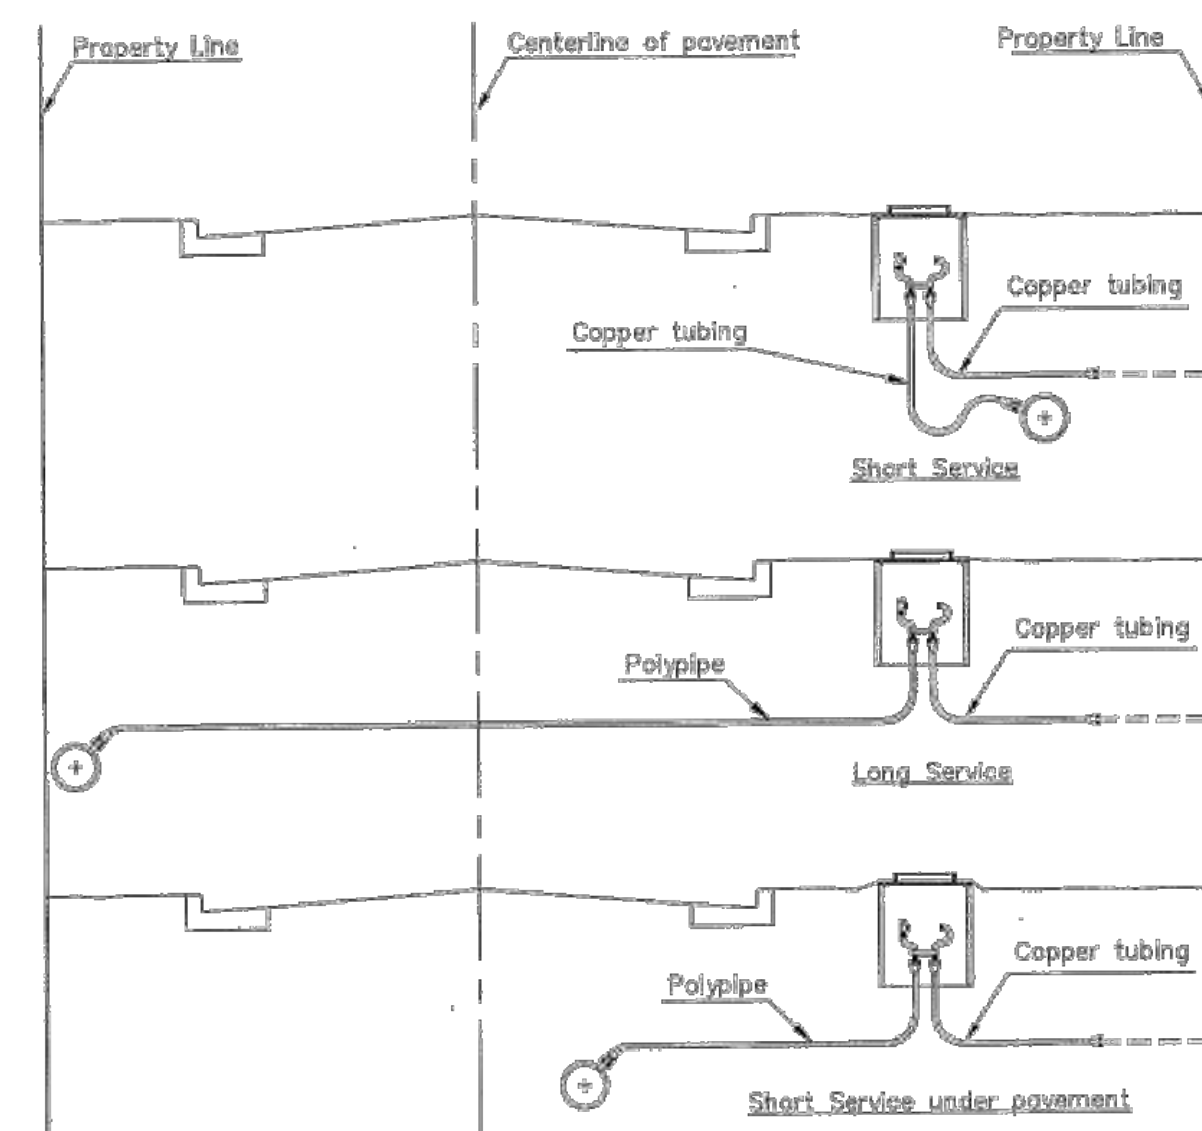 Property Line
Centerline of pavement
Property Line
Copper tubing
Copper tubing
Short Service
Copper tubing
Polypipe
Long Service
Copper tubing
Polypipe
Short Service under pavement